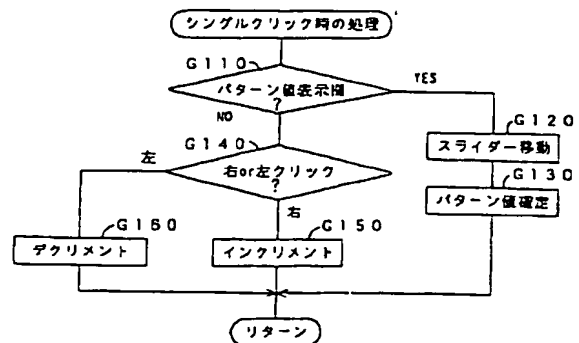 シングルクリック時の処理
G110
パターン値表示欄
?
YES
NO
G120
スライダー移動
G140
右or左クリック
?
左
右
G130
パターン値確定
G160
デクリメント
G150
インクリメント
リターン